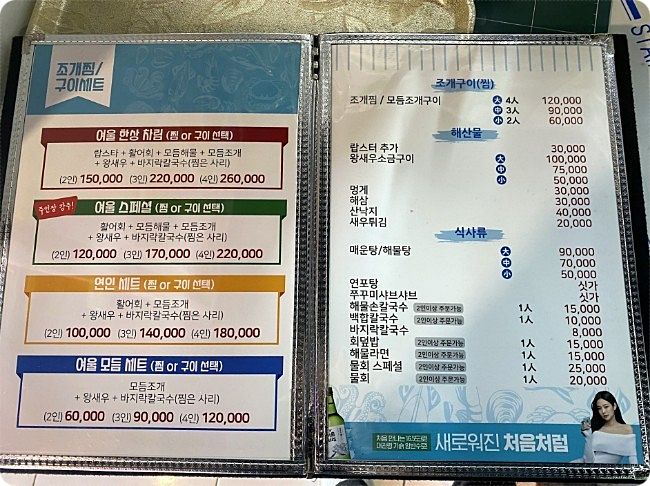 조개찜/
구이세트
어울 한상 차림 (찜 or 구이 선택)
랍스타 + 활어회 + 모듬해물 + 모듬조개
+ 왕새우 + 바지락칼국수(찜은 사리)
(2인) 150,000 (3인) 220,000 (4인) 260,000
주인상 강추!
어울 스페셜 (찜 or 구이 선택)
활어회 + 모듬해물 + 모듬조개
+ 왕새우 + 바지락칼국수(찜은 사리)
(2인) 120,000 (3인) 170,000 (4인) 220,000
연인 세트 (찜 or 구이 선택)
활어회 + 모듬조개
+ 왕새우 + 바지락칼국수(찜은 사리)
(2인) 100,000 (3인) 140,000 (4인) 180,000
어울 모듬 세트 (찜 or 구이 선택)
모듬조개
+ 왕새우 + 바지락칼국수(찜은 사리)
(2인) 60,000 (3인) 90,000 (4인) 120,000
조개구이(찜)
조개찜 / 모듬조개구이 大 4인 120,000
中 3인 90,000
小 2인 60,000
해산물
랍스터 추가 30,000
왕새우소금구이 大 100,000
中 75,000
小 50,000
멍게 30,000
해삼 30,000
산낙지 40,000
새우튀김 20,000
식사류
매운탕/해물탕 大 90,000
中 70,000
小 50,000
연포탕 싯가
쭈꾸미샤브샤브 싯가
해물손칼국수 2인이상 주문가능 1인 15,000
백합칼국수 2인이상 주문가능 1인 10,000
바지락칼국수 8,000
회덮밥 2인이상 주문가능 1인 15,000
해물라면 2인이상 주문가능 1인 15,000
물회 스페셜 2인이상 주문가능 1인 25,000
물회 2인이상 주문가능 1인 20,000
처음 만나는 16.5도로!
새로워진 처음처럼
STA